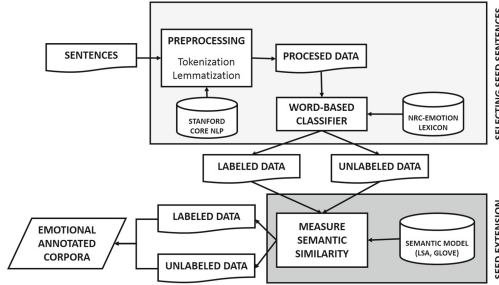 SENTENCES
PREPROCESSING
Tokenization
Lemmatization
PROCESED DATA
STANFORD
CORE NLP
WORD-BASED
CLASSIFIER
NRC-EMOTION
LEXICON
SELECTING SEED SENTENCES
LABELED DATA
UNLABELED DATA
EMOTIONAL
ANNOTATED
CORPORA
LABELED DATA
UNLABELED DATA
MEASURE
SEMANTIC
SIMILARITY
SEMANTIC MODEL
(LSA, GLOVE)
SEED EXTENSION